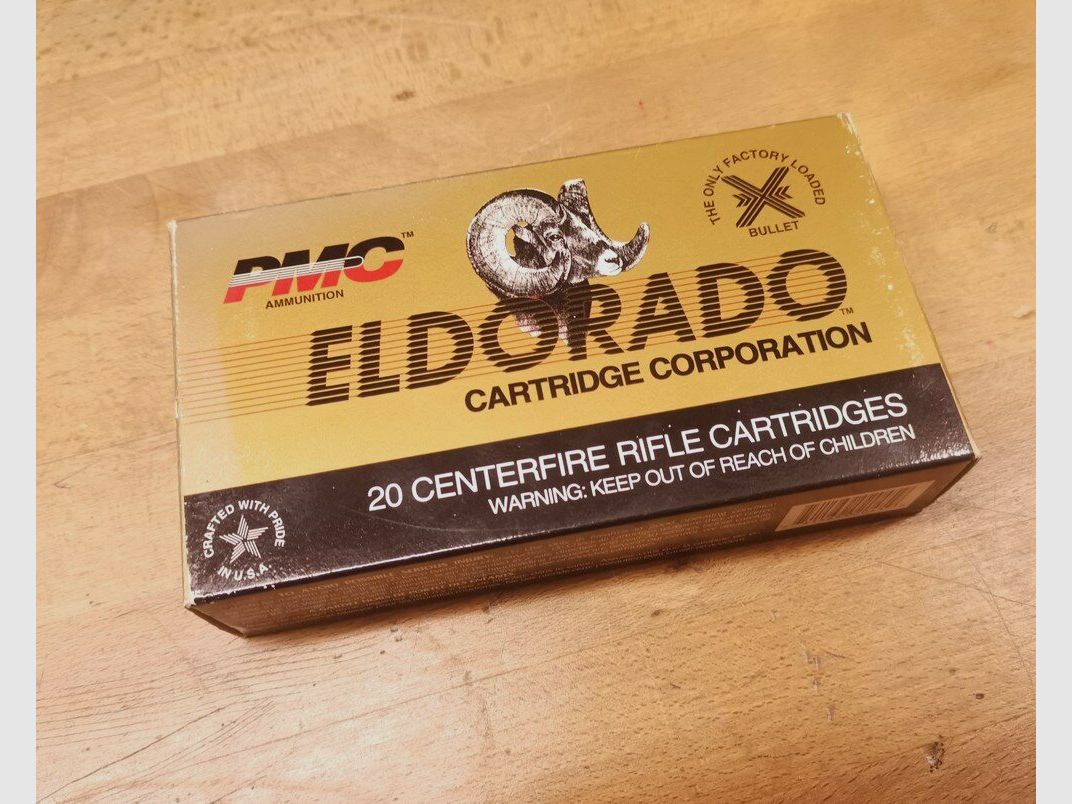 PMC™
AMMUNITION
THE ONLY FACTORY LOADED
X
BULLET
ELDORADO™
CARTRIDGE CORPORATION
20 CENTERFIRE RIFLE CARTRIDGES
WARNING: KEEP OUT OF REACH OF CHILDREN
CRAFTED WITH PRIDE
IN U.S.A.